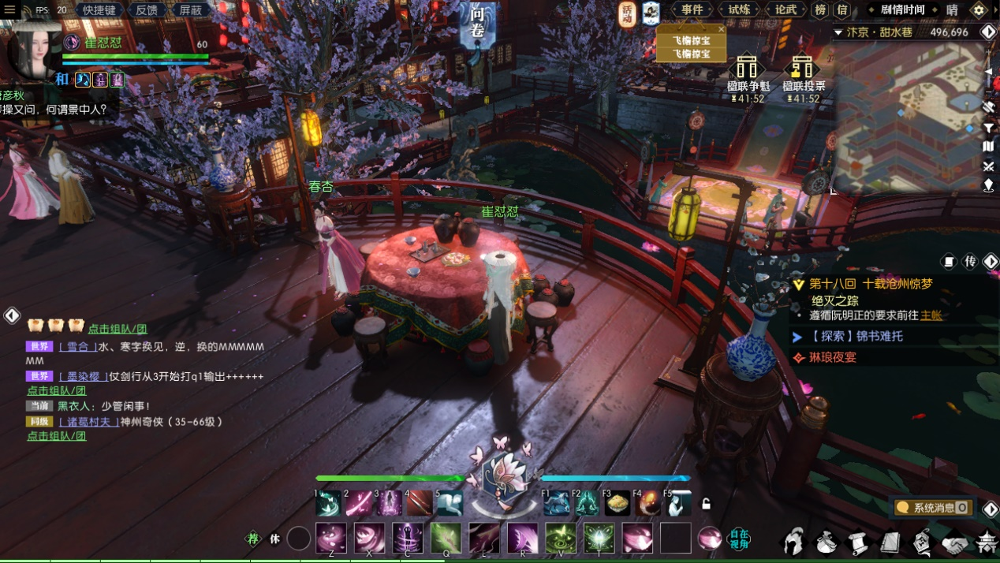 FPS: 20
快捷键
反馈
屏蔽
崔怼怼
60
和
彦秋
操又问，何谓景中人？
问卷
活动
事件
试炼
论武
榜
信
剧情时间
晴
飞檐掠宝
飞檐掠宝
汴京·甜水巷
496,696
楹联争魁
41:52
楹联投票
41:52
春杏
崔怼怼
传
第十八回 十载沧州惊梦
绝灭之踪
遵循阮明正的要求前往主帐
【探索】锦书难托
琳琅夜宴
点击组队/团
世界 [雪合]水、寒字换见，逆，换的MMMMM
MM
世界 [墨染樱]仗剑行从3开始打q1输出++++++
点击组队/团
当前 黑衣人：少管闲事！
同级 [诸葛村夫]神州奇侠（35-66级）
点击组队/团
1 2 3 4 5 F1 F2 F3 F4 F5
荐
休
Z X C Q E R V T
自在视角
系统消息 O